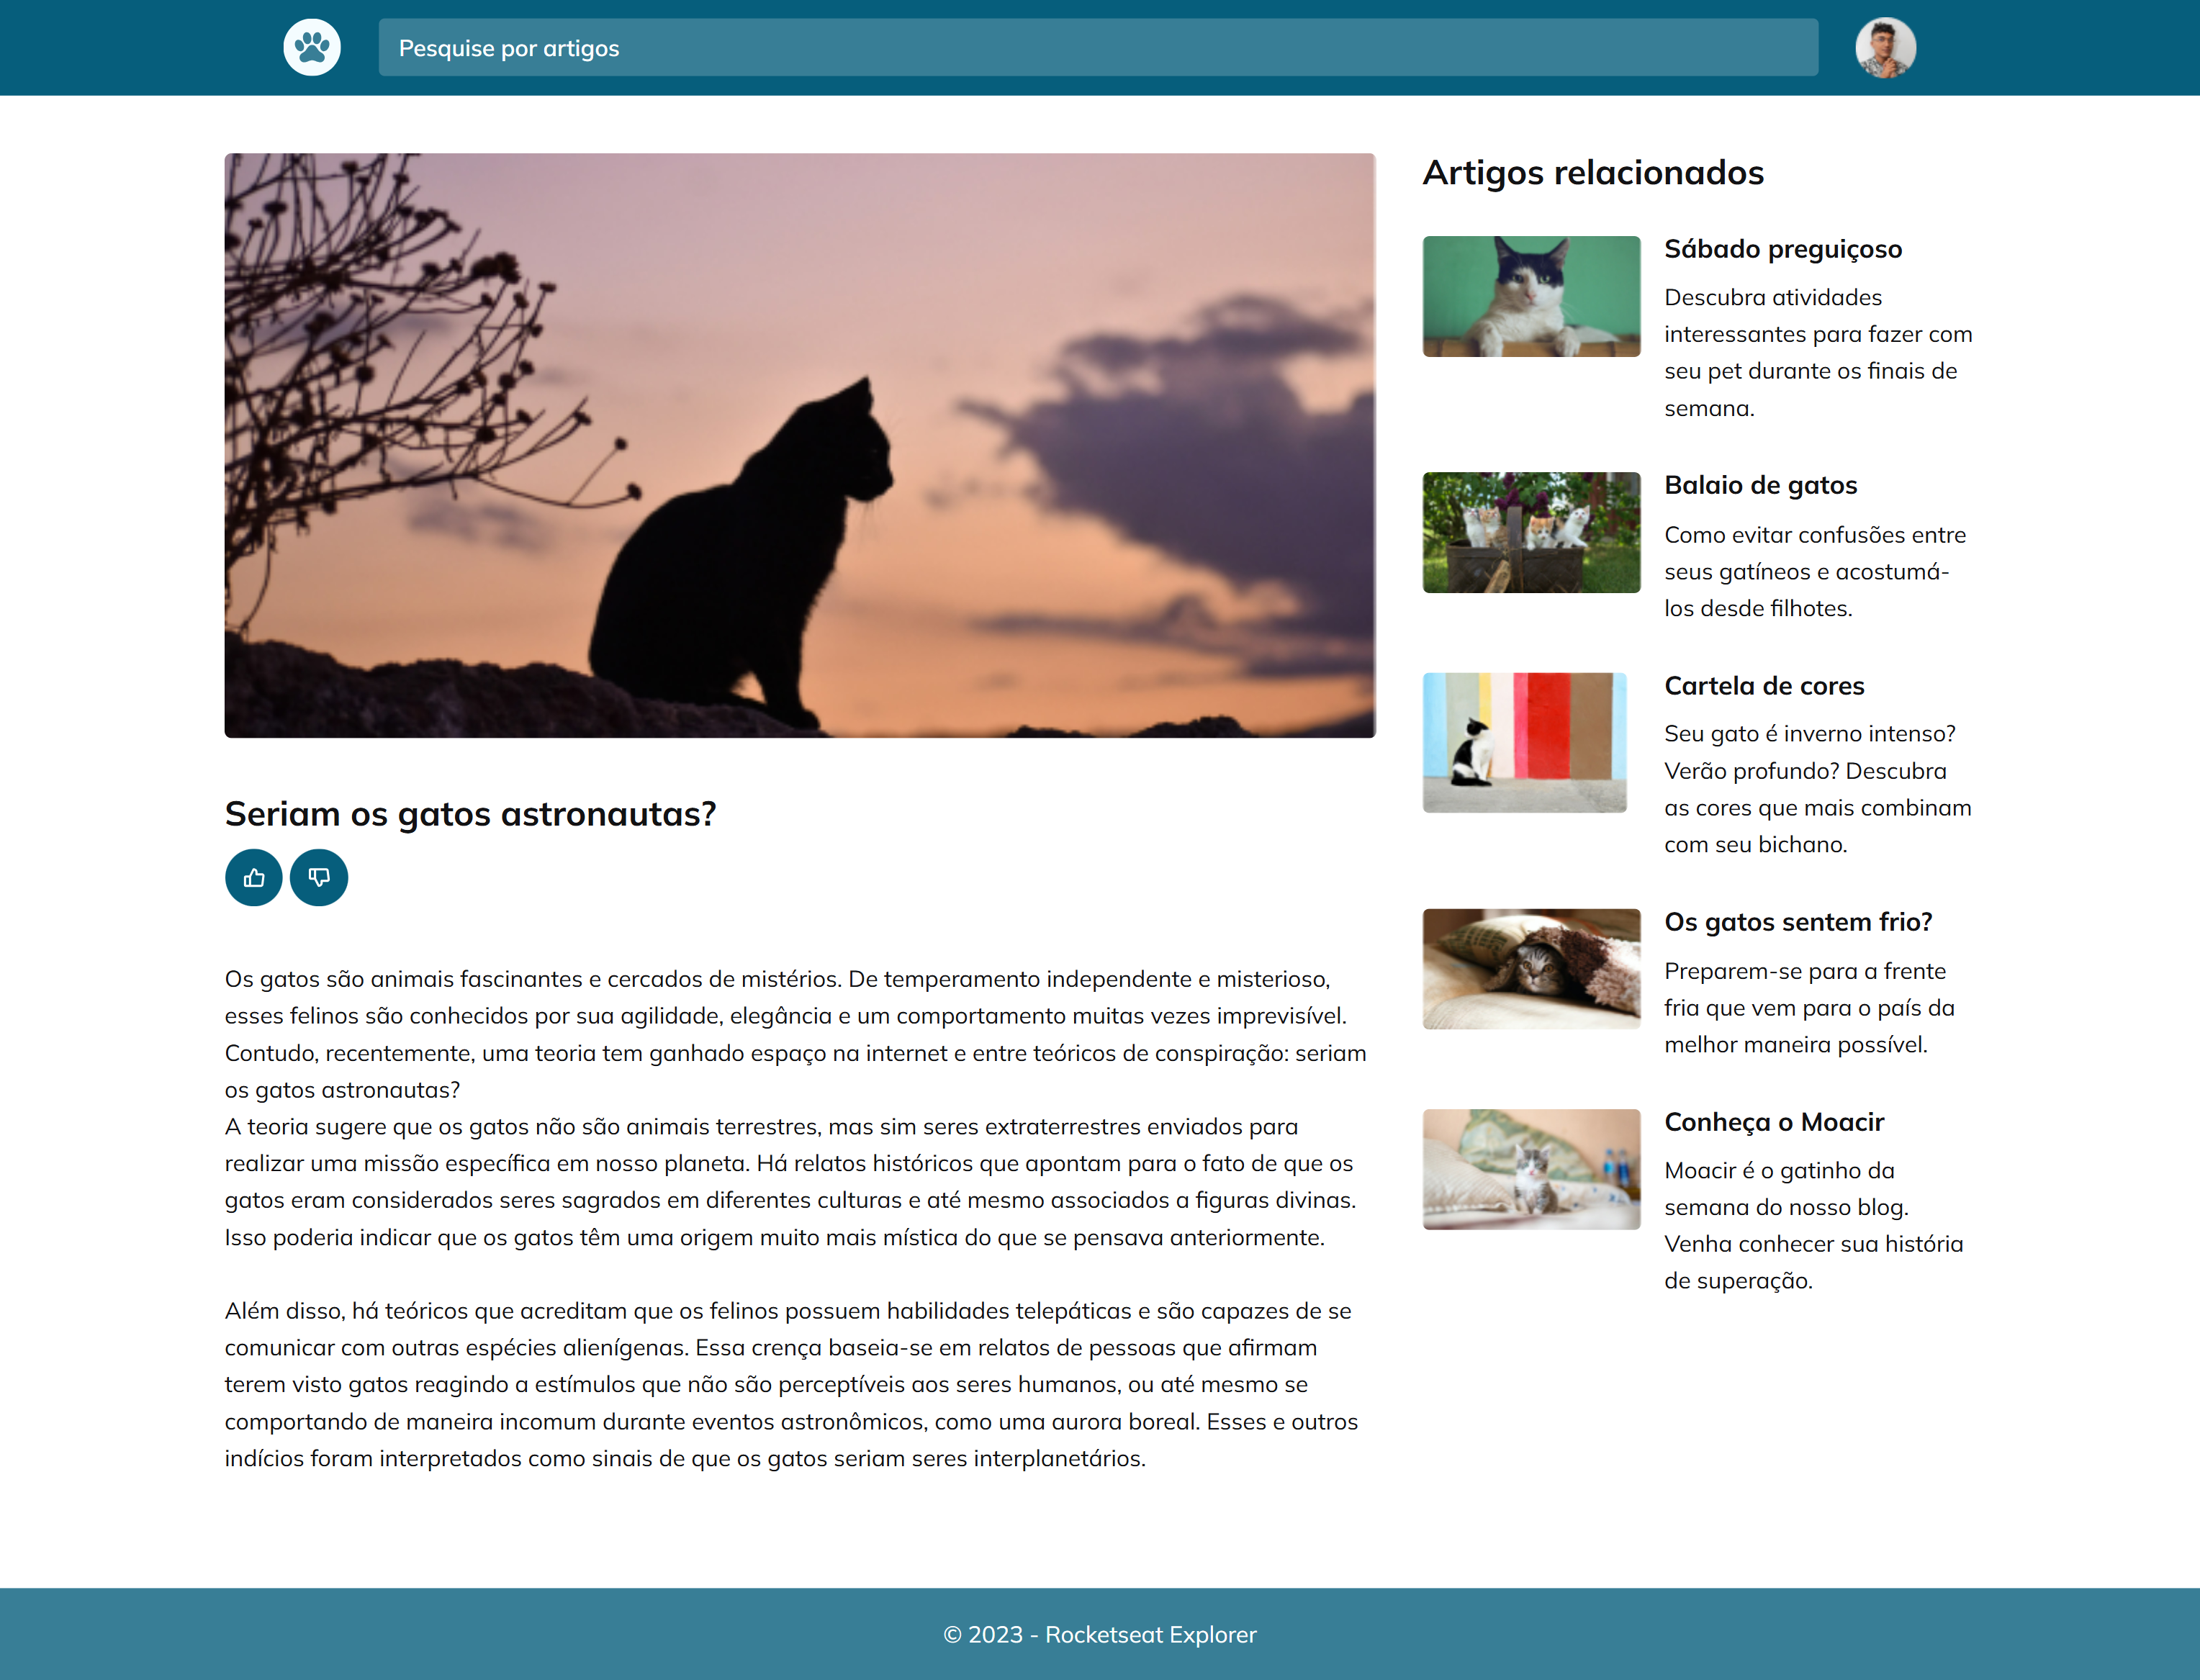 Pesquise por artigos
Seriam os gatos astronautas?
Os gatos são animais fascinantes e cercados de mistérios. De temperamento independente e misterioso,
esses felinos são conhecidos por sua agilidade, elegância e um comportamento muitas vezes imprevisível.
Contudo, recentemente, uma teoria tem ganhado espaço na internet e entre teóricos de conspiração: seriam
os gatos astronautas?
A teoria sugere que os gatos não são animais terrestres, mas sim seres extraterrestres enviados para
realizar uma missão específica em nosso planeta. Há relatos históricos que apontam para o fato de que os
gatos eram considerados seres sagrados em diferentes culturas e até mesmo associados a figuras divinas.
Isso poderia indicar que os gatos têm uma origem muito mais mística do que se pensava anteriormente.
Além disso, há teóricos que acreditam que os felinos possuem habilidades telepáticas e são capazes de se
comunicar com outras espécies alienígenas. Essa crença baseia-se em relatos de pessoas que afirmam
terem visto gatos reagindo a estímulos que não são perceptíveis aos seres humanos, ou até mesmo se
comportando de maneira incomum durante eventos astronômicos, como uma aurora boreal. Esses e outros
indícios foram interpretados como sinais de que os gatos seriam seres interplanetários.
Artigos relacionados
Sábado preguiçoso
Descubra atividades
interessantes para fazer com
seu pet durante os finais de
semana.
Balaio de gatos
Como evitar confusões entre
seus gatíneos e acostumá-
los desde filhotes.
Cartela de cores
Seu gato é inverno intenso?
Verão profundo? Descubra
as cores que mais combinam
com seu bichano.
Os gatos sentem frio?
Preparem-se para a frente
fria que vem para o país da
melhor maneira possível.
Conheça o Moacir
Moacir é o gatinho da
semana do nosso blog.
Venha conhecer sua história
de superação.
© 2023 - Rocketseat Explorer